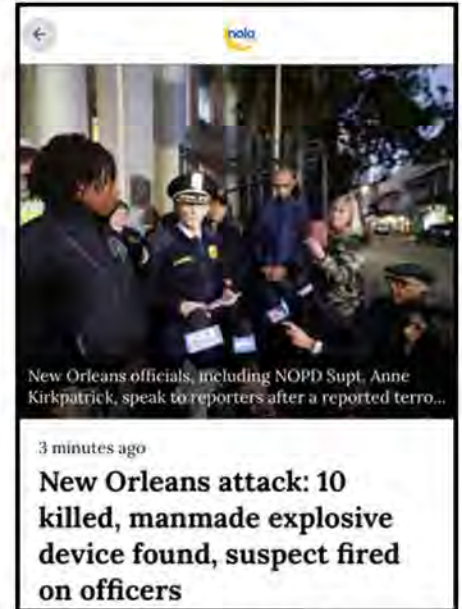 nola
New Orleans officials, including NOPD Supt. Anne
Kirkpatrick, speak to reporters after a reported terro...
3 minutes ago
New Orleans attack: 10
killed, manmade explosive
device found, suspect fired
on officers